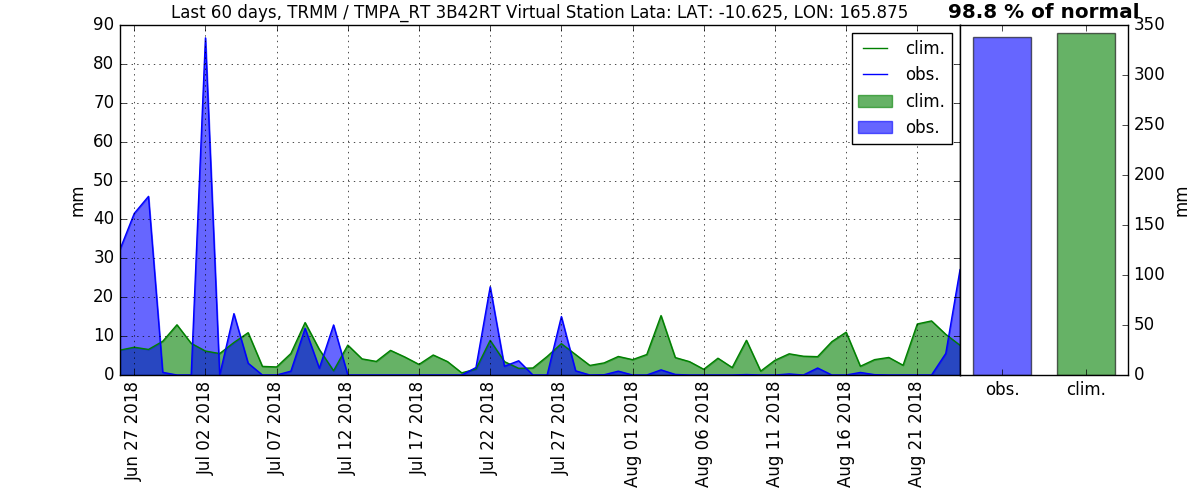 Last 60 days, TRMM / TMPA_RT 3B42RT Virtual Station Lata: LAT: -10.625, LON: 165.875
98.8 % of normal
90
80
70
60
50
40
30
20
10
0
mm
clim.
obs.
clim.
obs.
350
300
250
200
150
100
50
0
mm
Jun 27 2018
Jul 02 2018
Jul 07 2018
Jul 12 2018
Jul 17 2018
Jul 22 2018
Jul 27 2018
Aug 01 2018
Aug 06 2018
Aug 11 2018
Aug 16 2018
Aug 21 2018
obs.
clim.